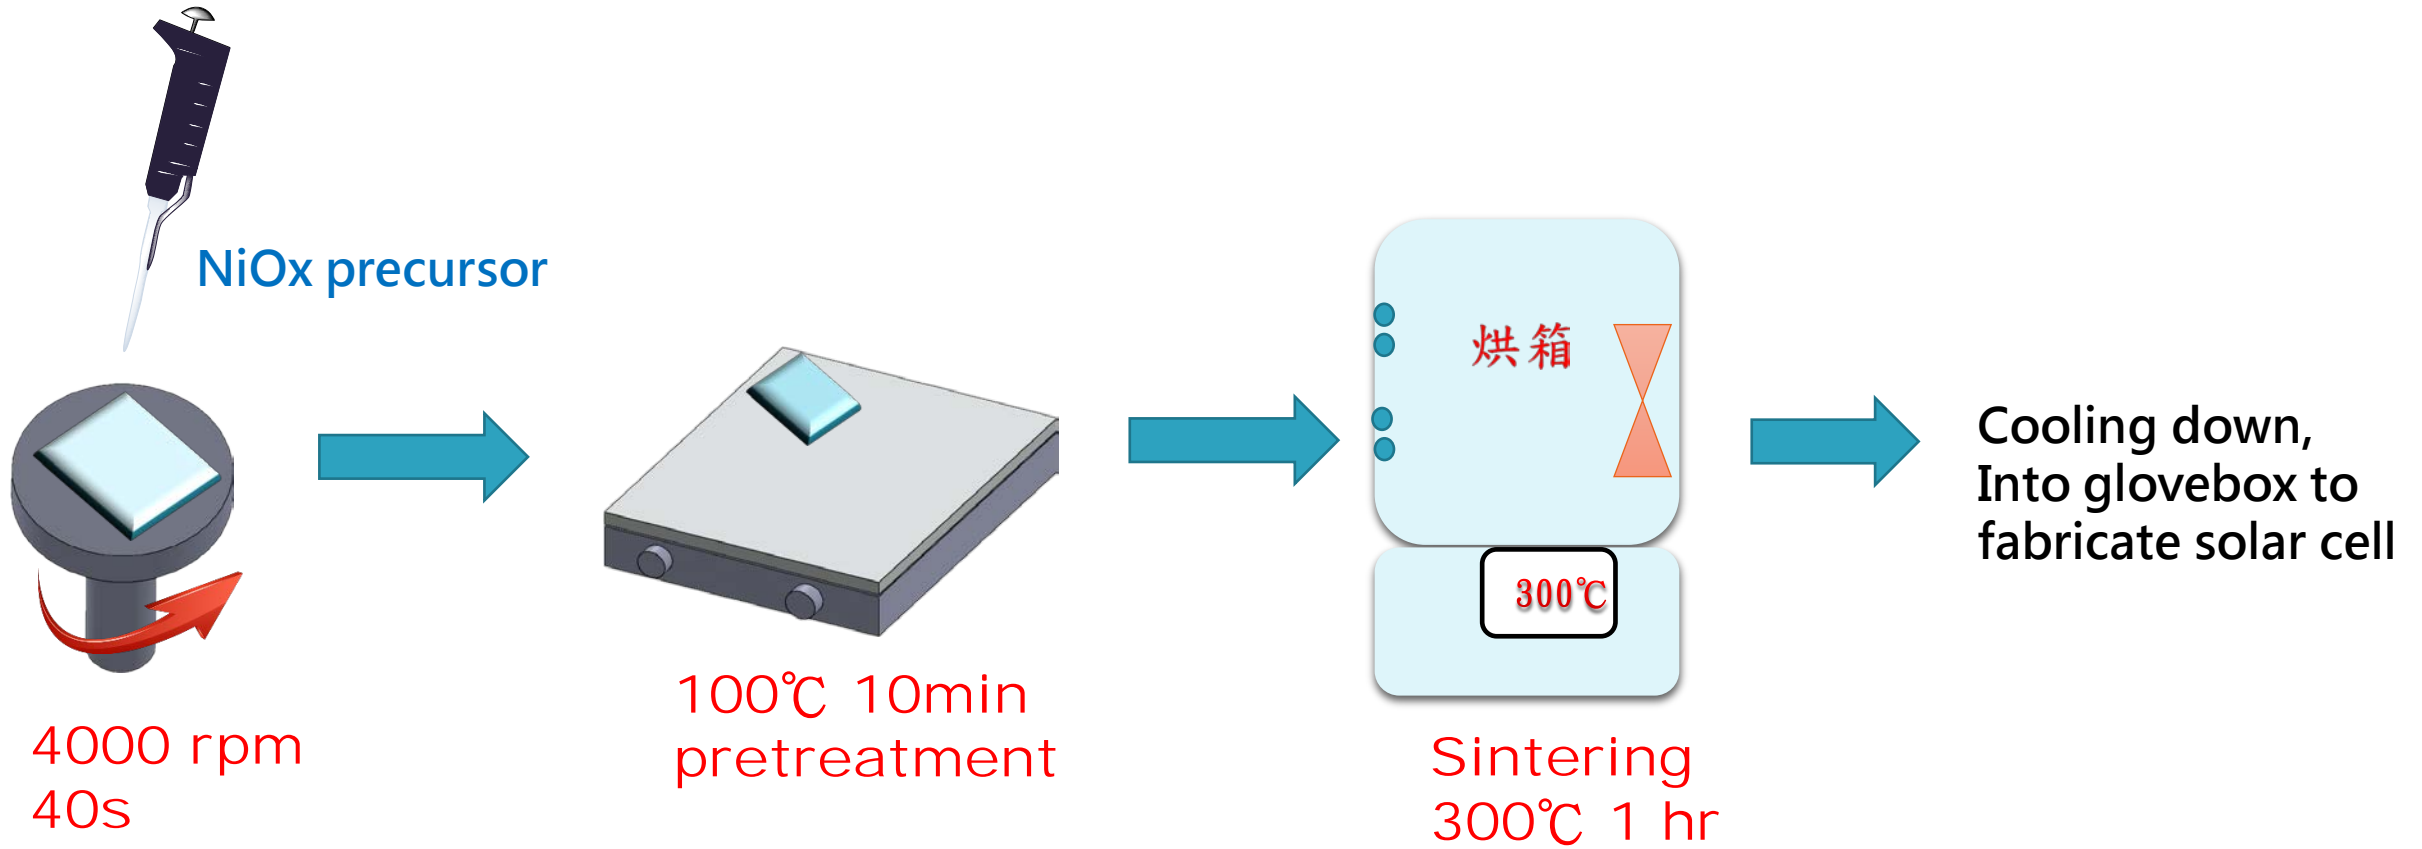 NiOx precursor
4000 rpm
40s
100℃ 10min
pretreatment
烘箱
300℃
Sintering
300℃ 1 hr
Cooling down,
Into glovebox to
fabricate solar cell